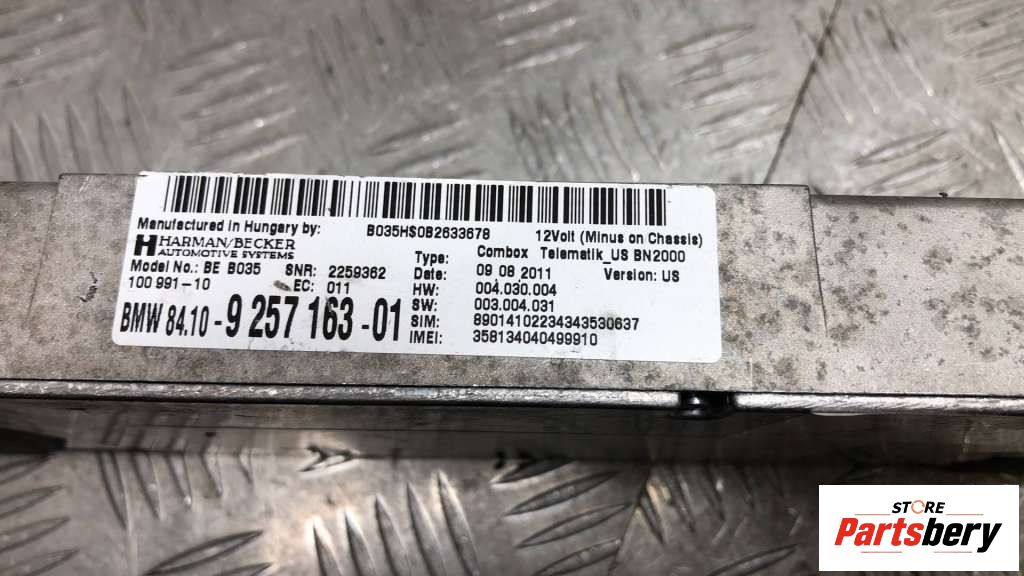 Manufactured in Hungary by:
HARMAN/BECKER
AUTOMOTIVE SYSTEMS
Model No.: BE B035 SNR: 2259362
100 991-10 EC: 011
BMW 84.10 - 9 257 163 - 01
B035H$0B2633678 12Volt (Minus on Chassis)
Type: Combox Telematik_US BN2000
Date: 09 08 2011 Version: US
HW: 004.030.004
SW: 003.004.031
SIM: 89014102234343530637
IMEI: 358134040499910
STORE
Partsbery